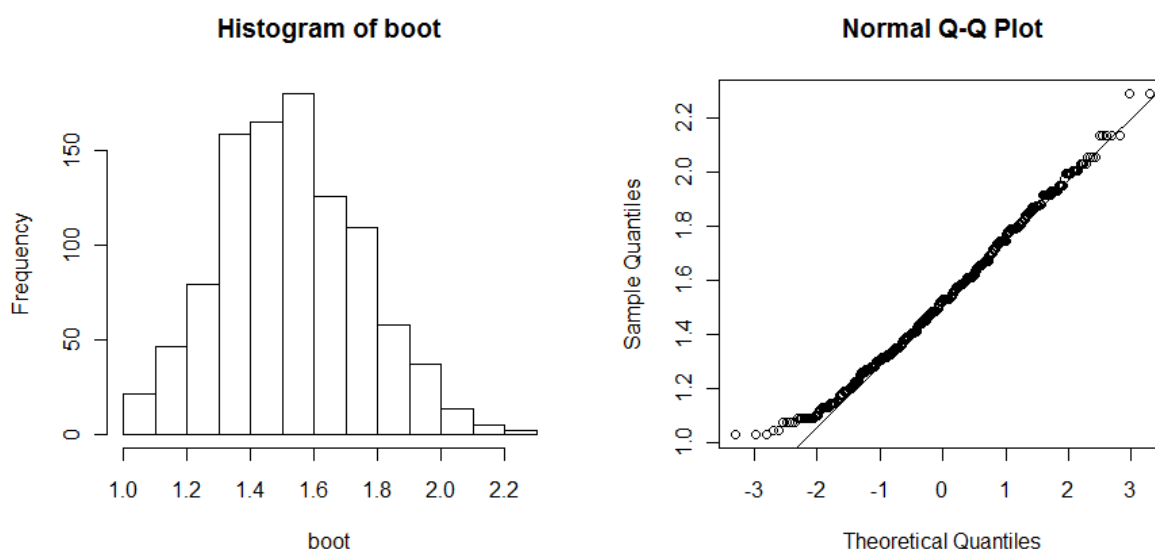 Histogram of boot
Frequency
0
50
100
150
1.0 1.2 1.4 1.6 1.8 2.0 2.2
boot
Normal Q-Q Plot
Sample Quantiles
1.0 1.2 1.4 1.6 1.8 2.0 2.2
-3 -2 -1 0 1 2 3
Theoretical Quantiles